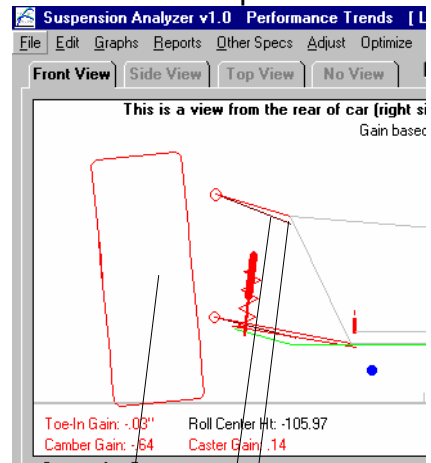 Suspension Analyzer v1.0 Performance Trends [ L
File Edit Graphs Reports Other Specs Adjust Optimize
Front View Side View Top View No View
This is a view from the rear of car (right si
Gain based
Toe-In Gain: -.03" Roll Center Ht: -105.97
Camber Gain: -.64 Caster Gain: .14